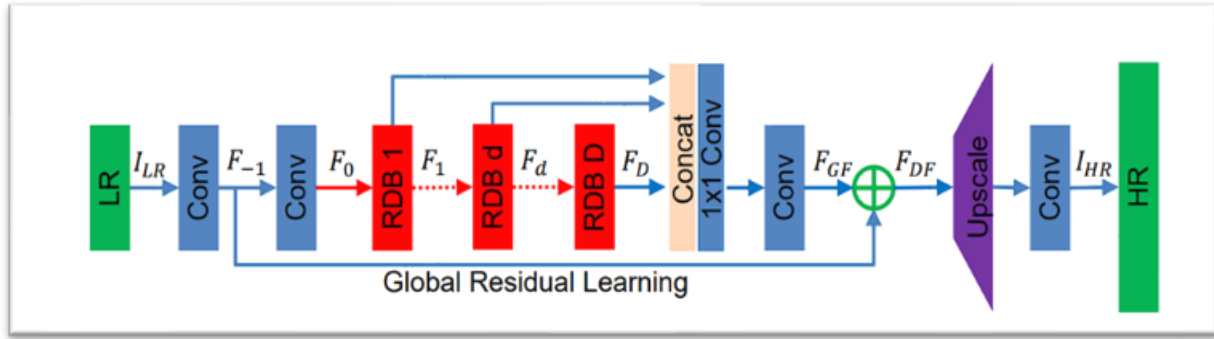 LR
I_LR
Conv
F_−1
Conv
F_0
RDB 1
F_1
RDB d
F_d
RDB D
F_D
Concat
1x1 Conv
Conv
F_GF
F_DF
Upscale
Conv
I_HR
HR
Global Residual Learning